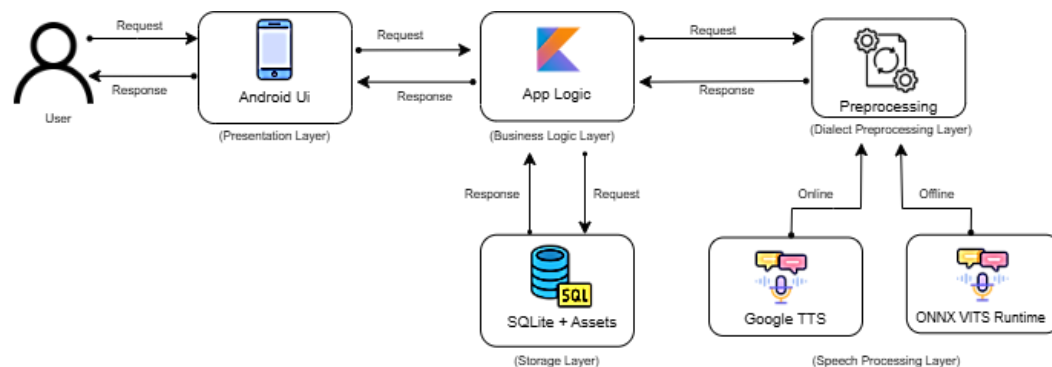 Request
Response
User
Android Ui
(Presentation Layer)
Request
Response
App Logic
(Business Logic Layer)
Request
Response
Preprocessing
(Dialect Preprocessing Layer)
Response
Request
Online
Offline
SQL
SQLite + Assets
(Storage Layer)
Google TTS
ONNX VITS Runtime
(Speech Processing Layer)